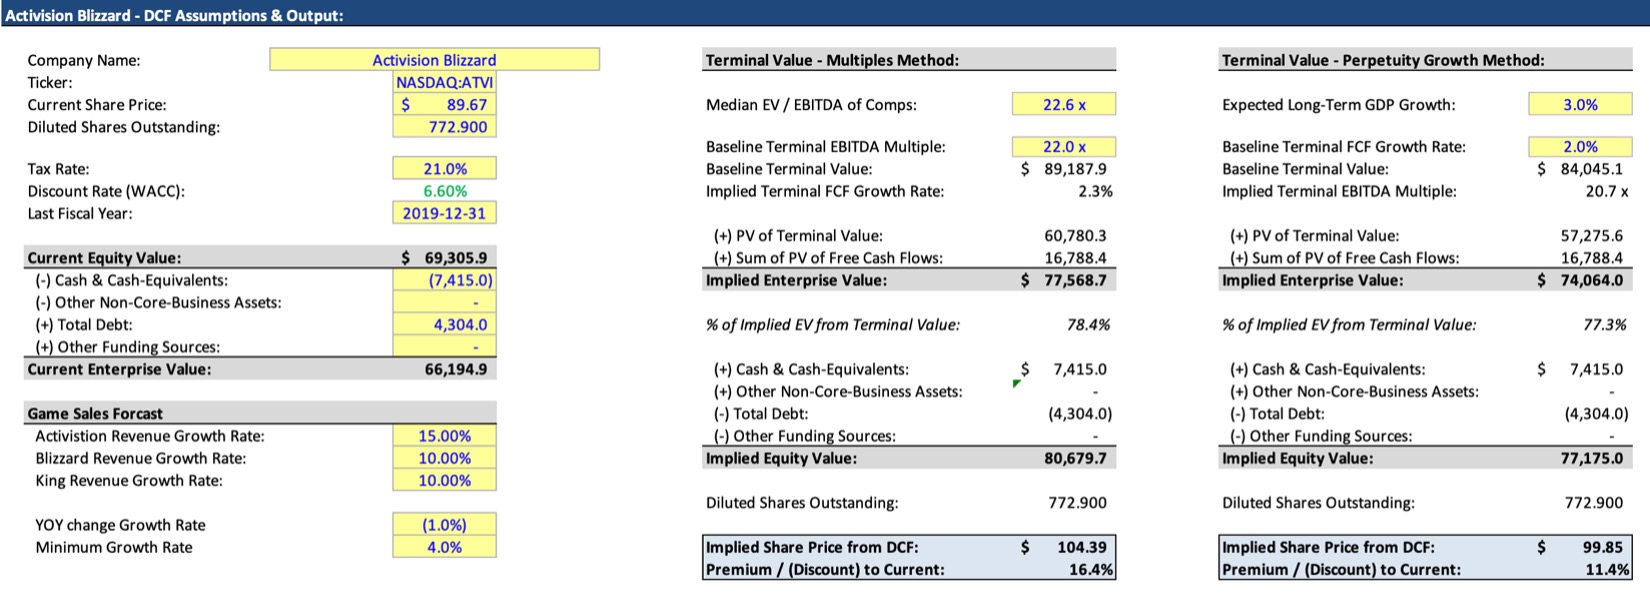 Activision Blizzard - DCF Assumptions & Output:
Company Name: Activision Blizzard
Ticker: NASDAQ:ATVI
Current Share Price: $ 89.67
Diluted Shares Outstanding: 772.900
Tax Rate: 21.0%
Discount Rate (WACC): 6.60%
Last Fiscal Year: 2019-12-31
Current Equity Value: $ 69,305.9
(-) Cash & Cash-Equivalents: (7,415.0)
(-) Other Non-Core-Business Assets: -
(+) Total Debt: 4,304.0
(+) Other Funding Sources: -
Current Enterprise Value: 66,194.9
Game Sales Forcast
Activistion Revenue Growth Rate: 15.00%
Blizzard Revenue Growth Rate: 10.00%
King Revenue Growth Rate: 10.00%
YOY change Growth Rate (1.0%)
Minimum Growth Rate 4.0%
Terminal Value - Multiples Method:
Median EV / EBITDA of Comps: 22.6 x
Baseline Terminal EBITDA Multiple: 22.0 x
Baseline Terminal Value: $ 89,187.9
Implied Terminal FCF Growth Rate: 2.3%
(+) PV of Terminal Value: 60,780.3
(+) Sum of PV of Free Cash Flows: 16,788.4
Implied Enterprise Value: $ 77,568.7
% of Implied EV from Terminal Value: 78.4%
(+) Cash & Cash-Equivalents: $ 7,415.0
(+) Other Non-Core-Business Assets: -
(-) Total Debt: (4,304.0)
(-) Other Funding Sources: -
Implied Equity Value: 80,679.7
Diluted Shares Outstanding: 772.900
Implied Share Price from DCF: $ 104.39
Premium / (Discount) to Current: 16.4%
Terminal Value - Perpetuity Growth Method:
Expected Long-Term GDP Growth: 3.0%
Baseline Terminal FCF Growth Rate: 2.0%
Baseline Terminal Value: $ 84,045.1
Implied Terminal EBITDA Multiple: 20.7 x
(+) PV of Terminal Value: 57,275.6
(+) Sum of PV of Free Cash Flows: 16,788.4
Implied Enterprise Value: $ 74,064.0
% of Implied EV from Terminal Value: 77.3%
(+) Cash & Cash-Equivalents: $ 7,415.0
(+) Other Non-Core-Business Assets: -
(-) Total Debt: (4,304.0)
(-) Other Funding Sources: -
Implied Equity Value: 77,175.0
Diluted Shares Outstanding: 772.900
Implied Share Price from DCF: $ 99.85
Premium / (Discount) to Current: 11.4%